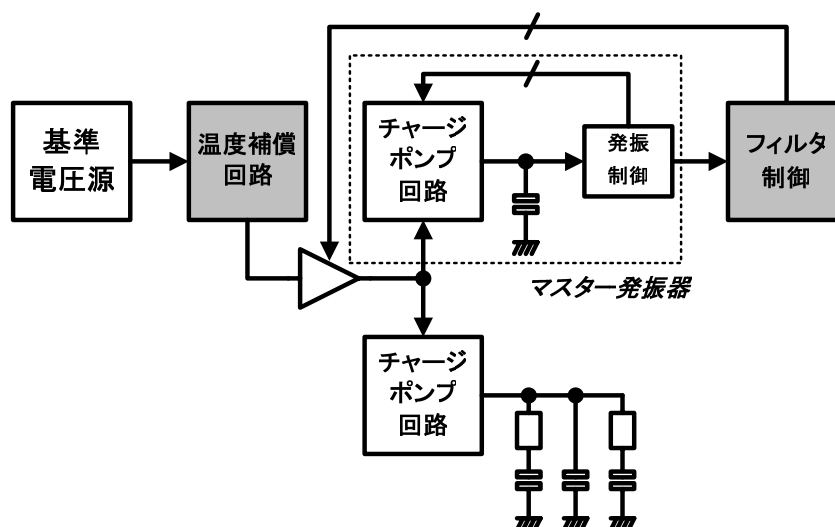 基準
電圧源
温度補償
回路
チャージ
ポンプ
回路
発振
制御
フィルタ
制御
マスター発振器
チャージ
ポンプ
回路